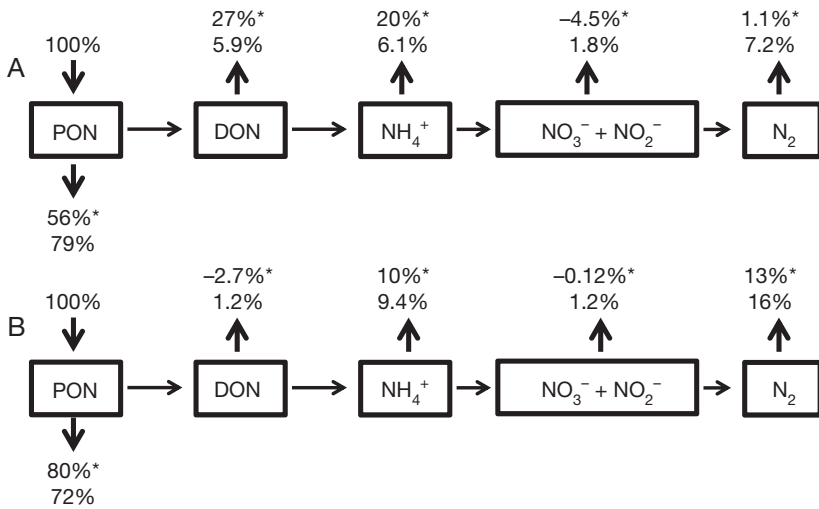 27%* 20%* –4.5%* 1.1%*
100% 5.9% 6.1% 1.8% 7.2%
A
PON DON NH₄⁺ NO₃⁻ + NO₂⁻ N₂
56%*
79%
–2.7%* 10%* –0.12%* 13%*
100% 1.2% 9.4% 1.2% 16%
B
PON DON NH₄⁺ NO₃⁻ + NO₂⁻ N₂
80%*
72%